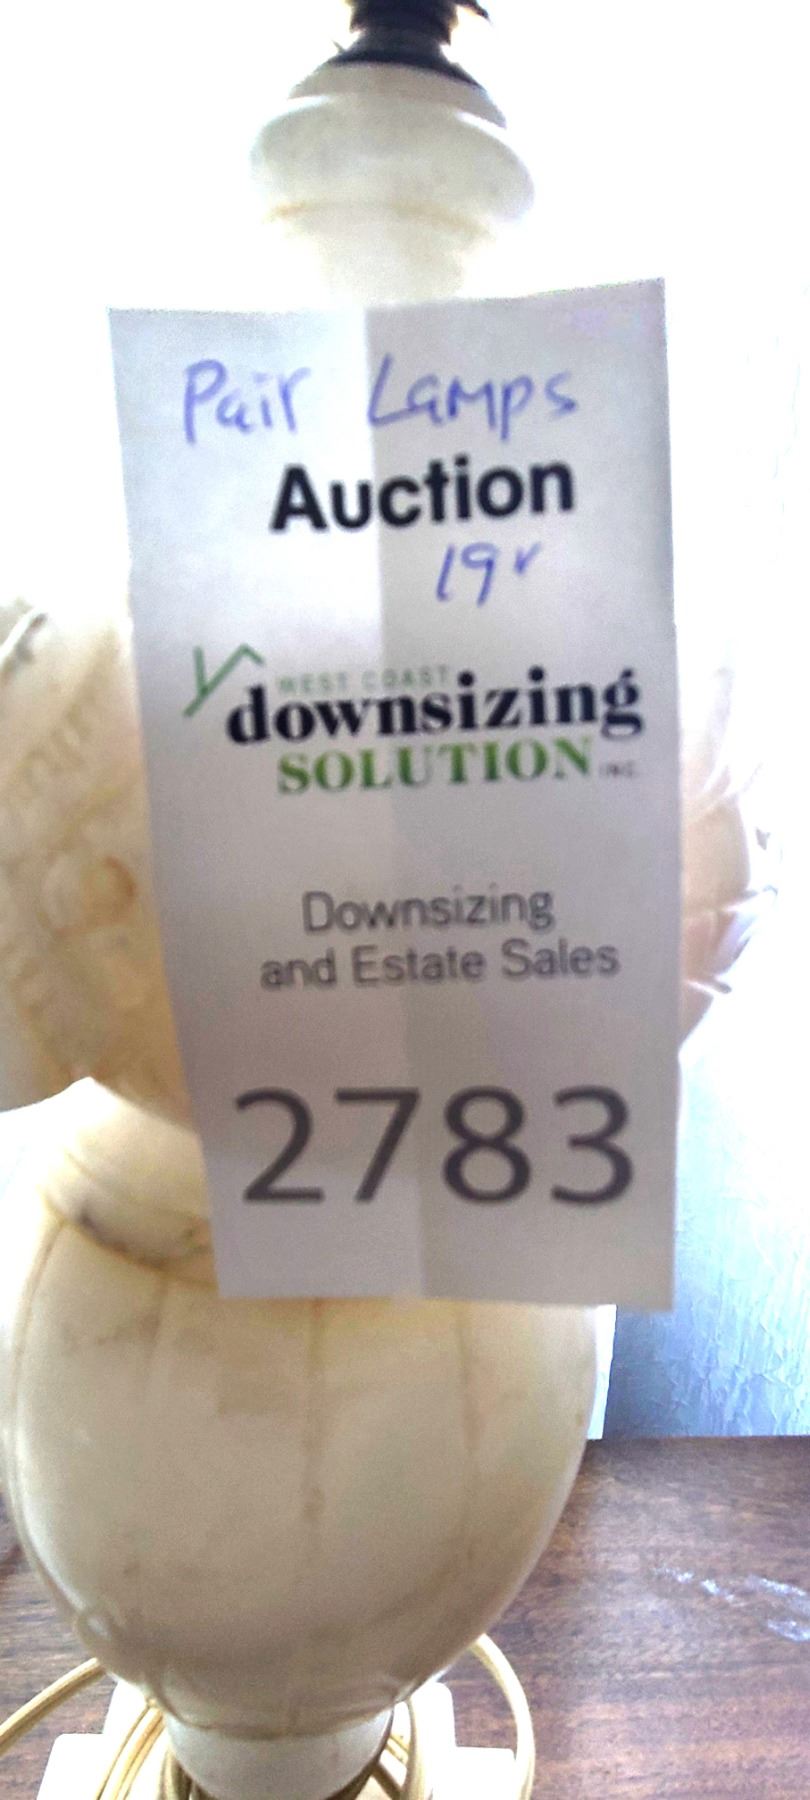 Pair Lamps
Auction
19"
WEST COAST
downsizing
SOLUTION INC.
Downsizing
and Estate Sales
2783